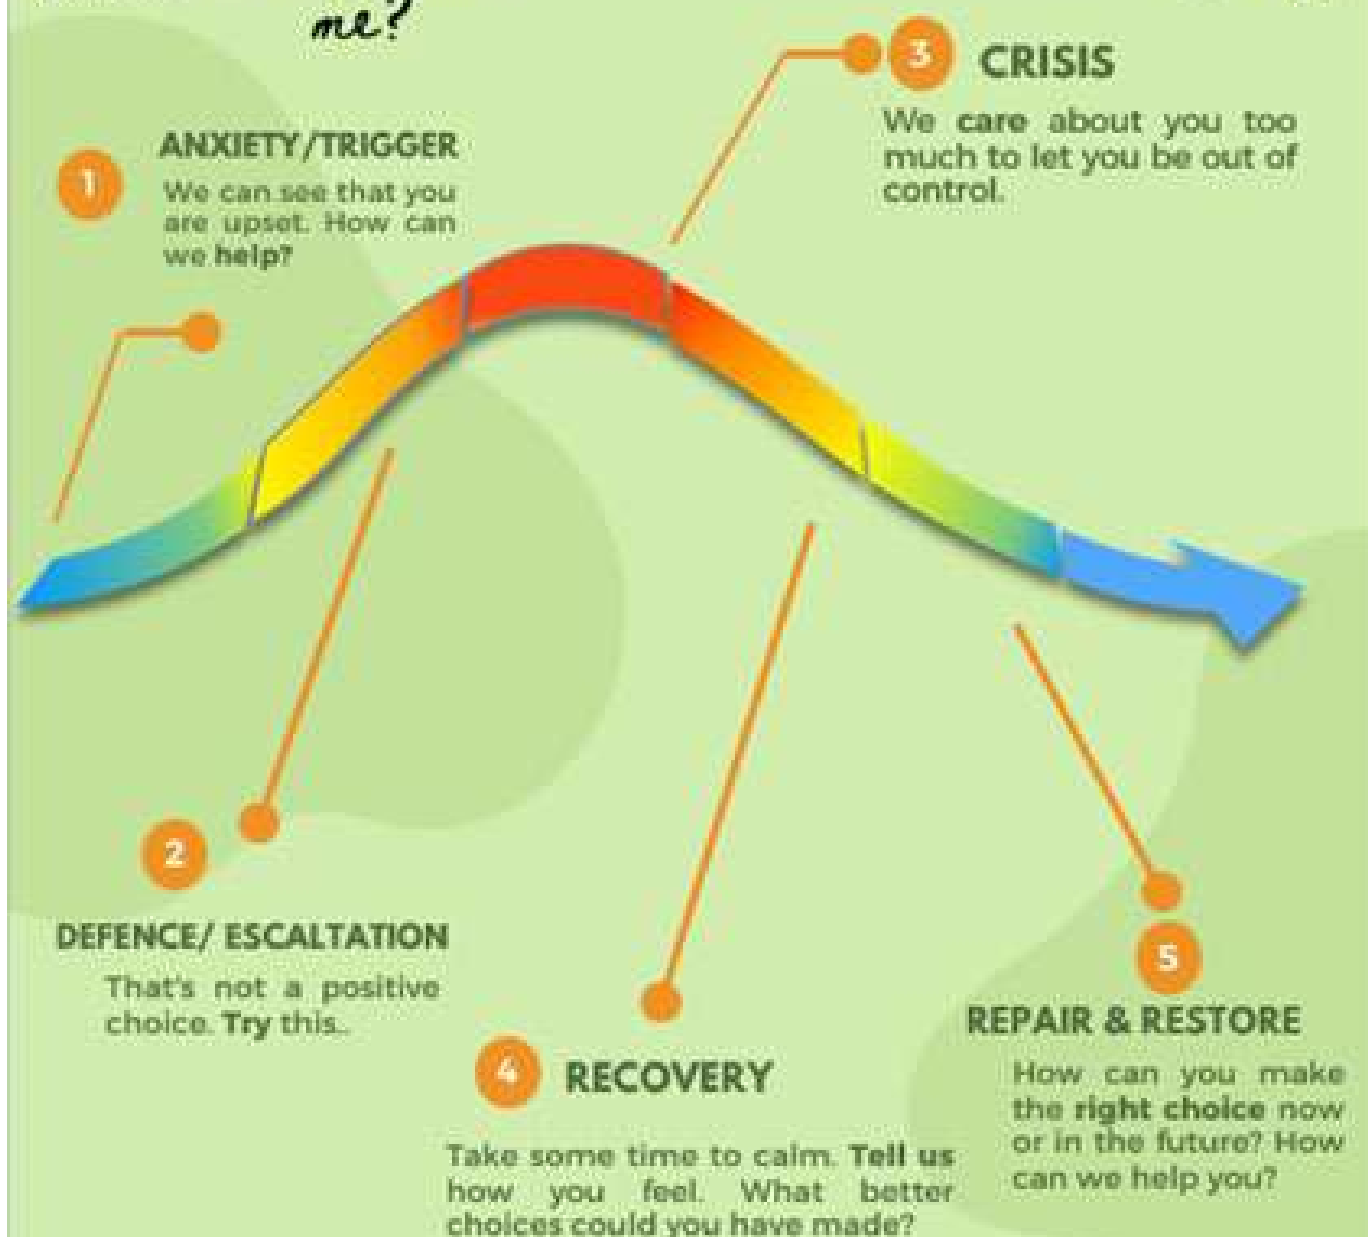 me?
1
ANXIETY/TRIGGER
We can see that you
are upset. How can
we help?
3
CRISIS
We care about you too
much to let you be out of
control.
2
DEFENCE/ ESCALTATION
That's not a positive
choice. Try this..
4
RECOVERY
Take some time to calm. Tell us
how you feel. What better
choices could you have made?
5
REPAIR & RESTORE
How can you make
the right choice now
or in the future? How
can we help you?